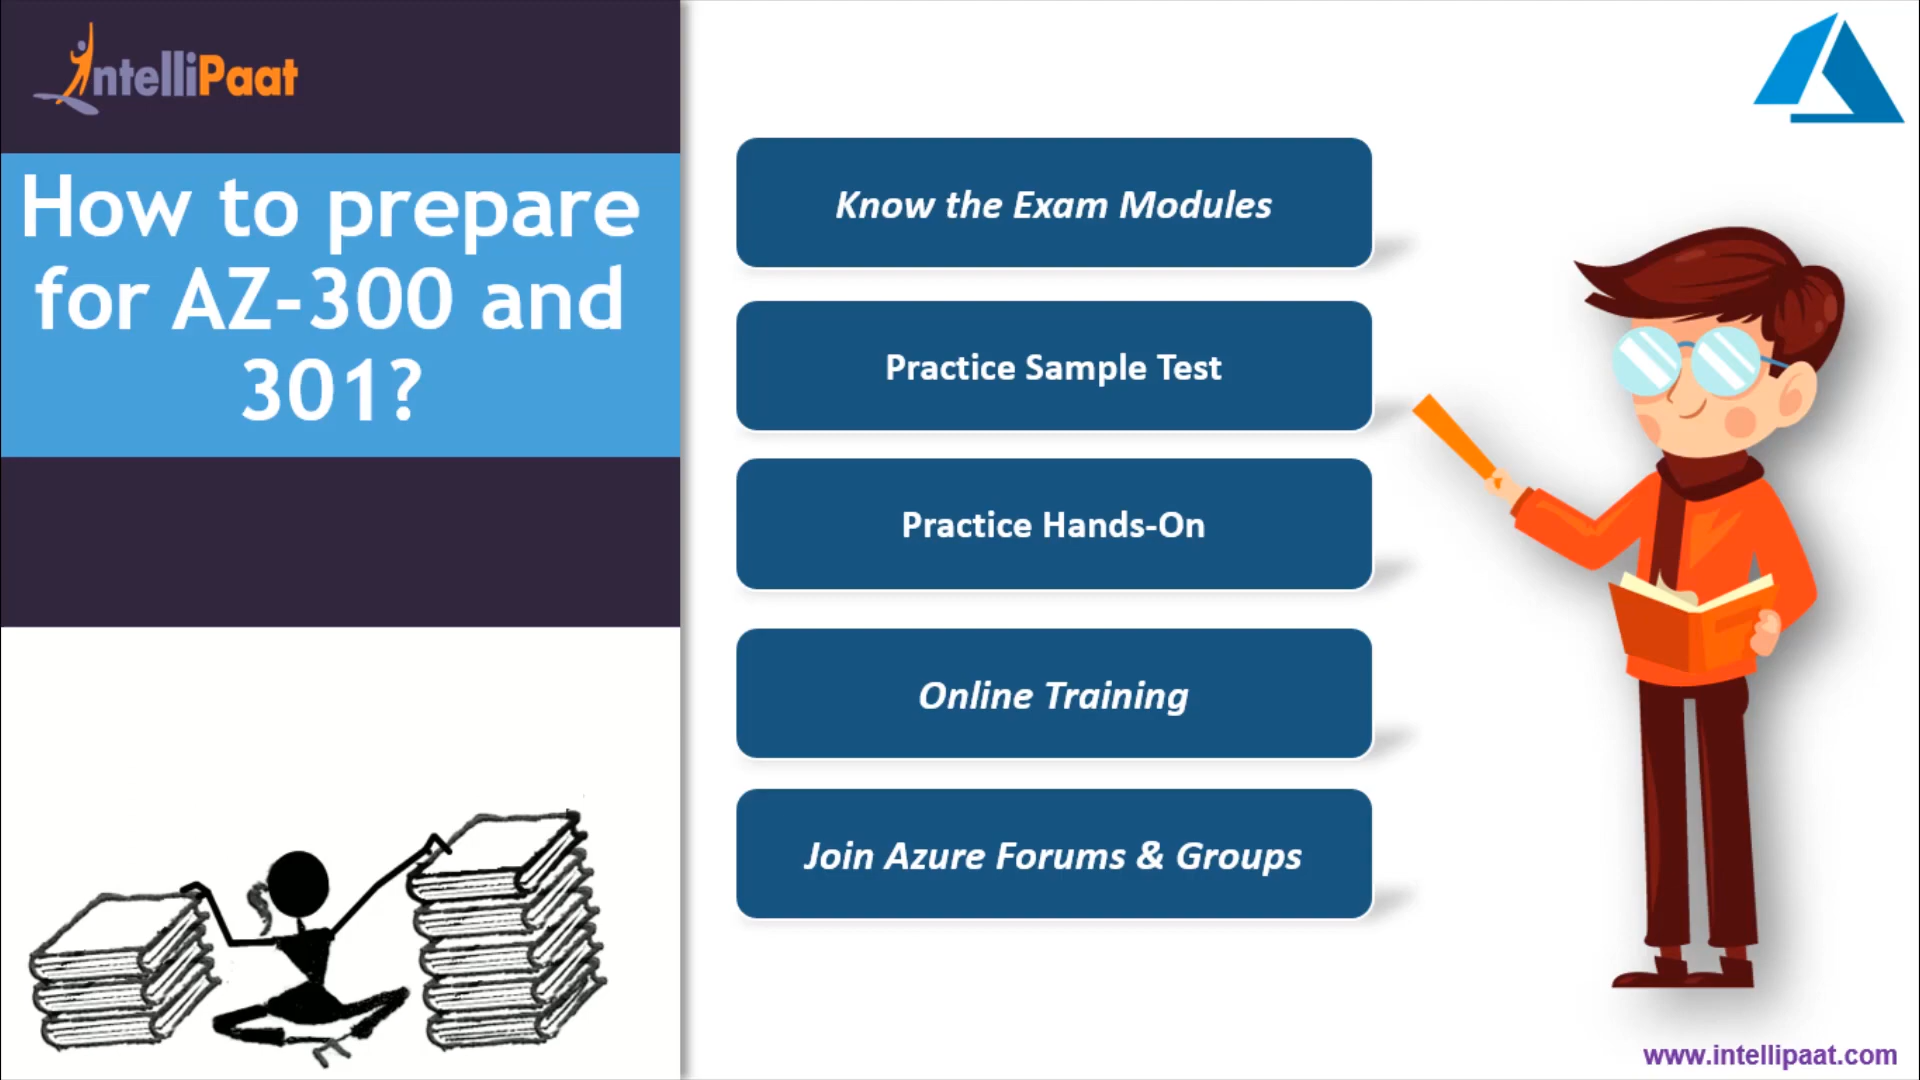 IntelliPaat
How to prepare
for AZ-300 and
301?
Know the Exam Modules
Practice Sample Test
Practice Hands-On
Online Training
Join Azure Forums & Groups
www.intellipaat.com